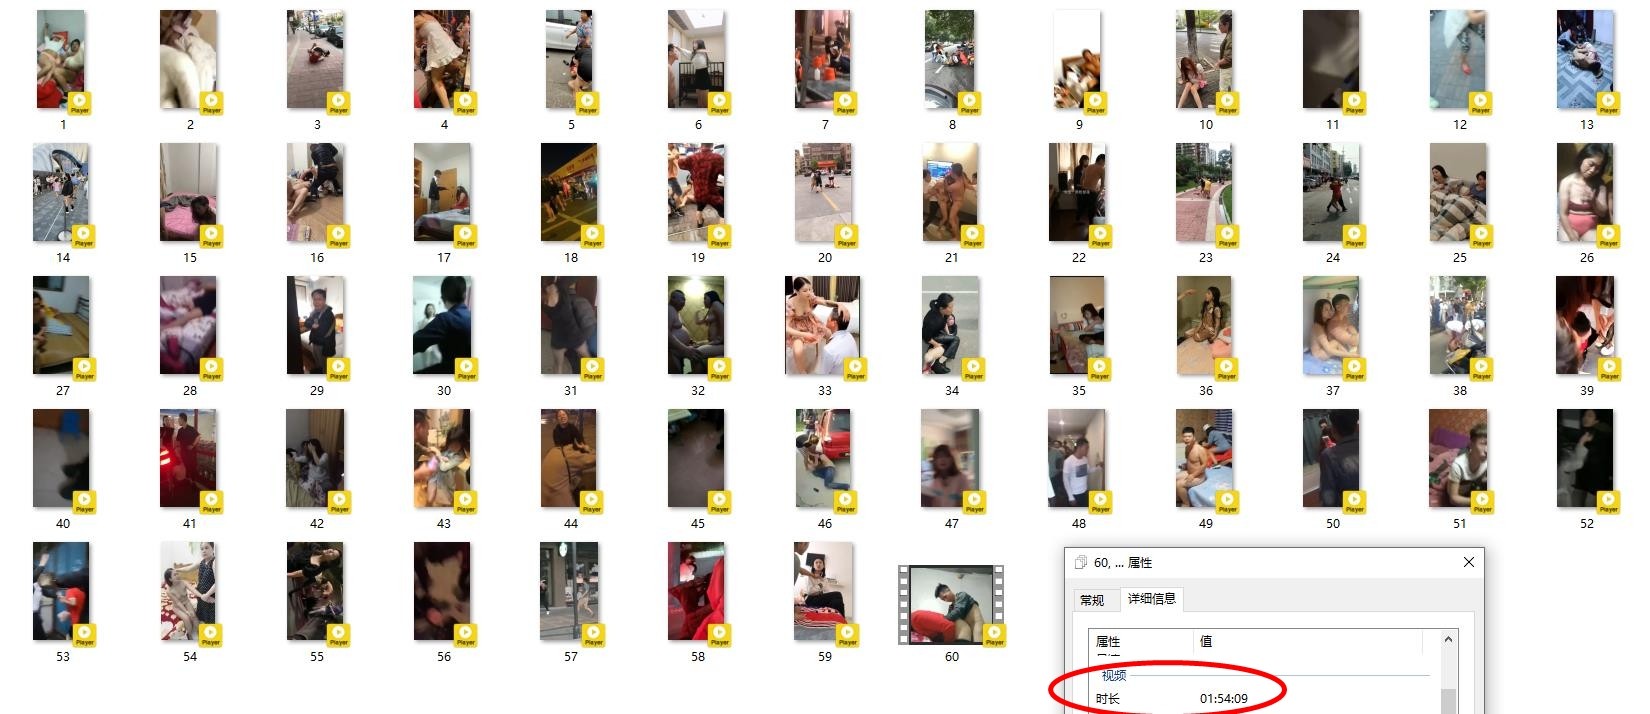 Player Player Player Player Player Player Player Player Player Player Player Player Player
1 2 3 4 5 6 7 8 9 10 11 12 13
Player Player Player Player Player Player Player Player Player Player Player Player Player
14 15 16 17 18 19 20 21 22 23 24 25 26
Player Player Player Player Player Player Player Player Player Player Player Player Player
27 28 29 30 31 32 33 34 35 36 37 38 39
Player Player Player Player Player Player Player Player Player Player Player Player Player
40 41 42 43 44 45 46 47 48 49 50 51 52
Player Player Player Player Player Player Player Player
53 54 55 56 57 58 59 60
60, ... 属性
常规 详细信息
属性 值
视频
时长 01:54:09